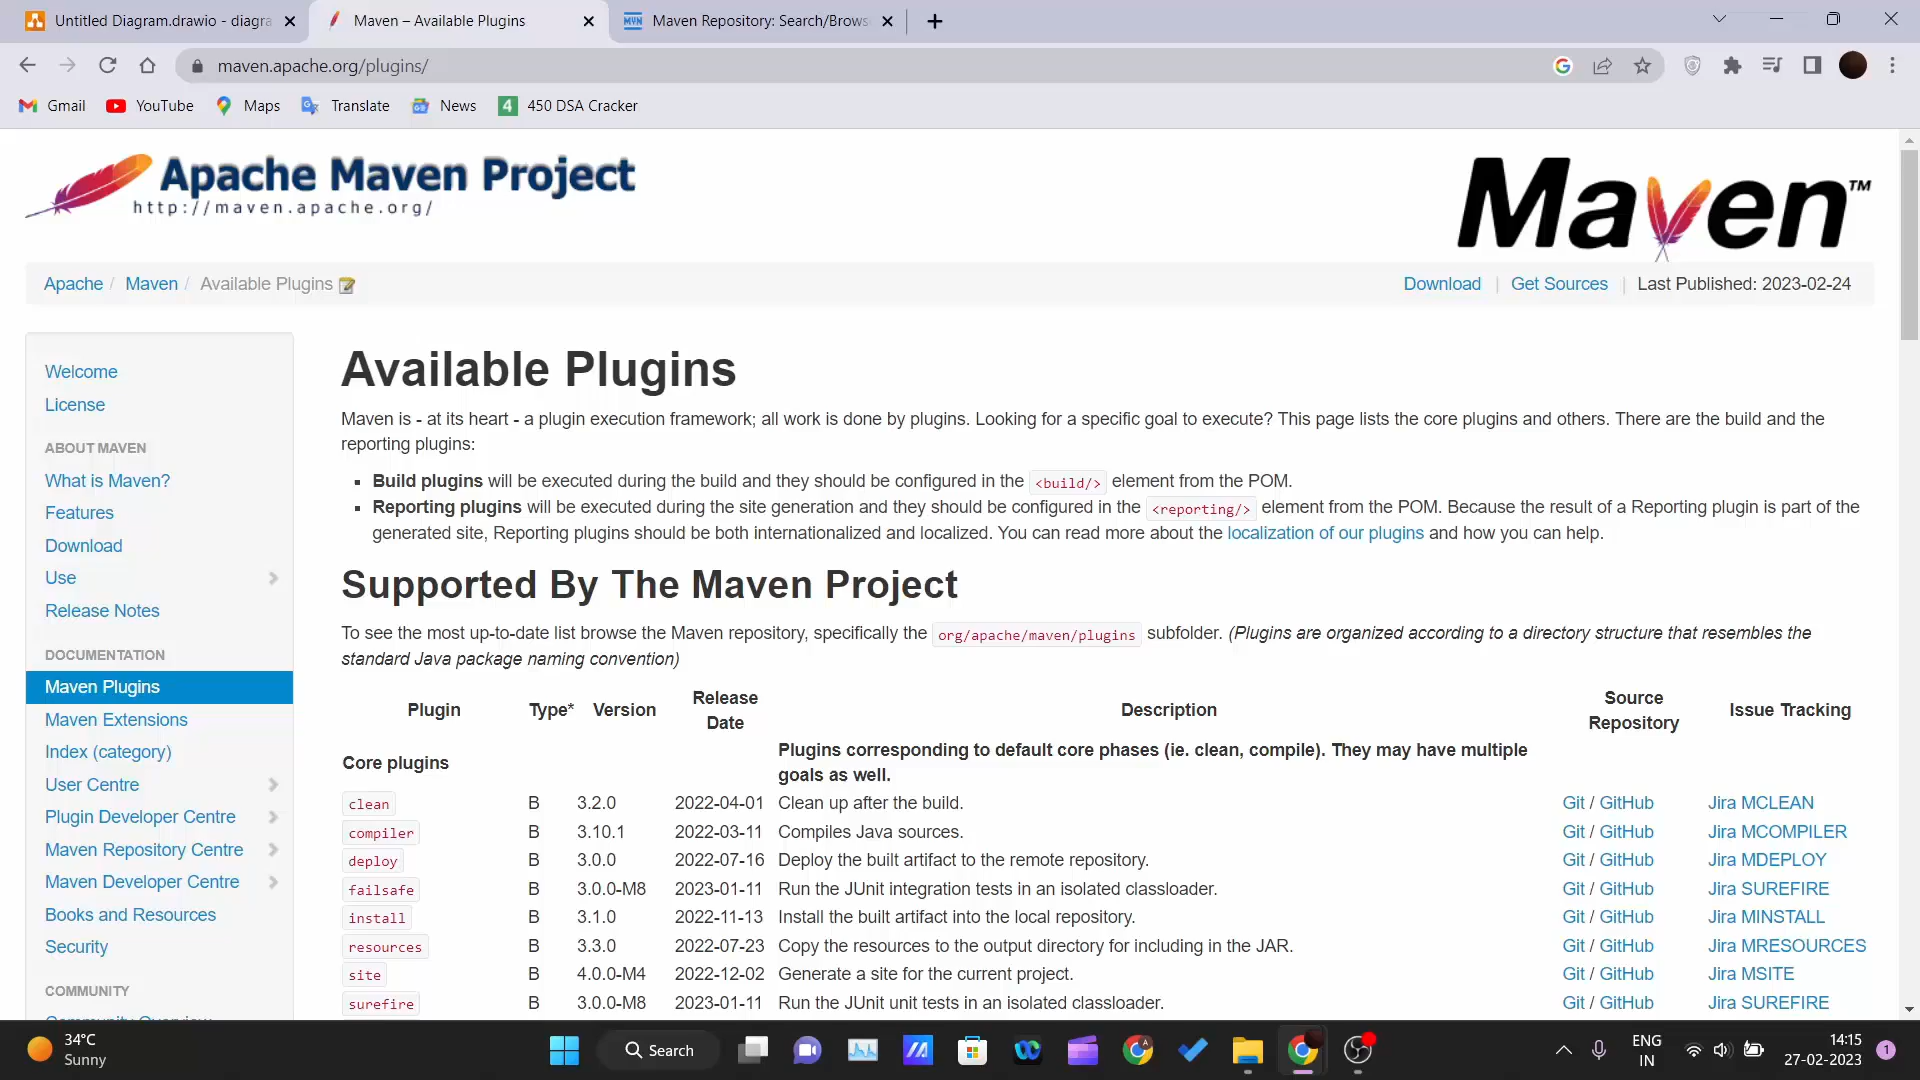 Untitled Diagram.drawio - diagra
Maven – Available Plugins
MVN
Maven Repository: Search/Brows
maven.apache.org/plugins/
Gmail
YouTube
Maps
Translate
News
4
450 DSA Cracker
Apache Maven Project
http://maven.apache.org/
Maven™
Apache / Maven / Available Plugins
Download | Get Sources | Last Published: 2023-02-24
Welcome
License
ABOUT MAVEN
What is Maven?
Features
Download
Use
Release Notes
DOCUMENTATION
Maven Plugins
Maven Extensions
Index (category)
User Centre
Plugin Developer Centre
Maven Repository Centre
Maven Developer Centre
Books and Resources
Security
COMMUNITY
Community Overview
Available Plugins
Maven is - at its heart - a plugin execution framework; all work is done by plugins. Looking for a specific goal to execute? This page lists the core plugins and others. There are the build and the
reporting plugins:
Build plugins will be executed during the build and they should be configured in the <build/> element from the POM.
Reporting plugins will be executed during the site generation and they should be configured in the <reporting/> element from the POM. Because the result of a Reporting plugin is part of the
generated site, Reporting plugins should be both internationalized and localized. You can read more about the localization of our plugins and how you can help.
Supported By The Maven Project
To see the most up-to-date list browse the Maven repository, specifically the org/apache/maven/plugins subfolder. (Plugins are organized according to a directory structure that resembles the
standard Java package naming convention)
Plugin Type* Version Release Date Description Source Repository Issue Tracking
Core plugins Plugins corresponding to default core phases (ie. clean, compile). They may have multiple
goals as well.
clean B 3.2.0 2022-04-01 Clean up after the build. Git / GitHub Jira MCLEAN
compiler B 3.10.1 2022-03-11 Compiles Java sources. Git / GitHub Jira MCOMPILER
deploy B 3.0.0 2022-07-16 Deploy the built artifact to the remote repository. Git / GitHub Jira MDEPLOY
failsafe B 3.0.0-M8 2023-01-11 Run the JUnit integration tests in an isolated classloader. Git / GitHub Jira SUREFIRE
install B 3.1.0 2022-11-13 Install the built artifact into the local repository. Git / GitHub Jira MINSTALL
resources B 3.3.0 2022-07-23 Copy the resources to the output directory for including in the JAR. Git / GitHub Jira MRESOURCES
site B 4.0.0-M4 2022-12-02 Generate a site for the current project. Git / GitHub Jira MSITE
surefire B 3.0.0-M8 2023-01-11 Run the JUnit unit tests in an isolated classloader. Git / GitHub Jira SUREFIRE
34°C
Sunny
Search
ENG
IN
14:15
27-02-2023
1